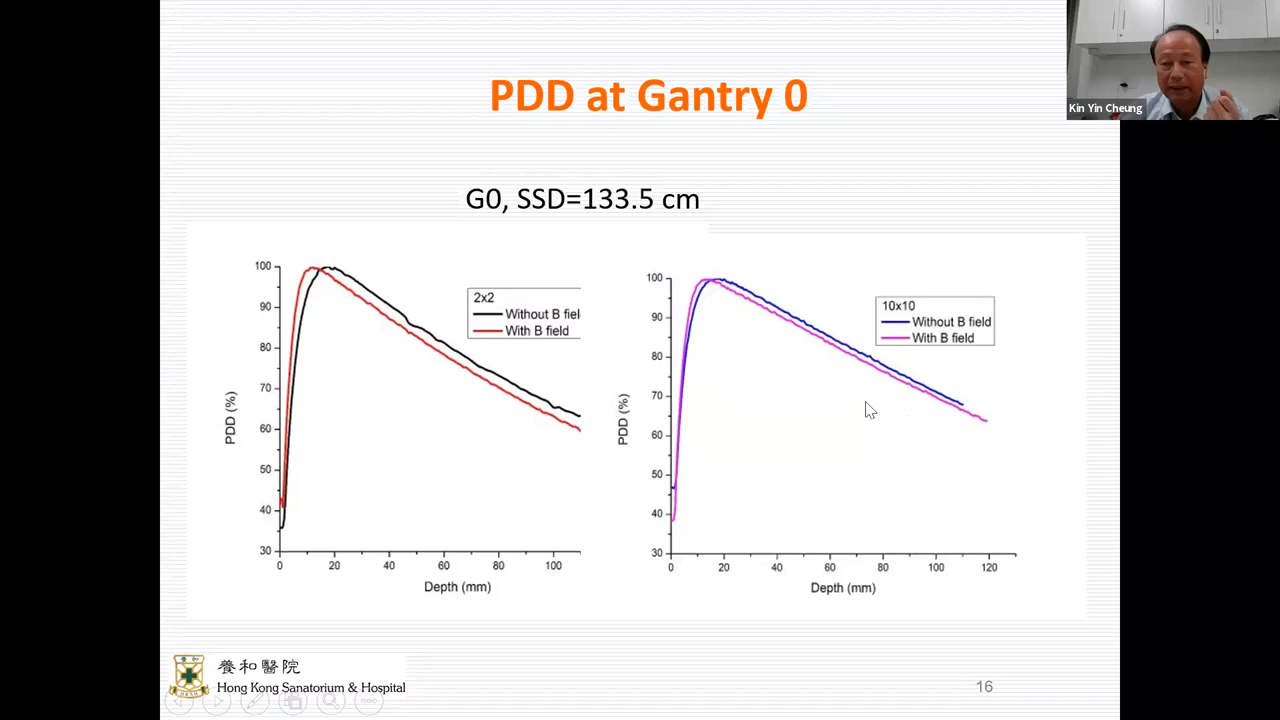 Kin Yin Cheung
PDD at Gantry 0
G0, SSD=133.5 cm
100
90
80
70
60
50
40
30
PDD (%)
2x2
Without B fiel
With B field
0
20
40
60
80
100
Depth (mm)
100
90
80
70
60
50
40
30
PDD (%)
10x10
Without B field
With B field
0
20
40
60
80
100
120
Depth (mm)
養和醫院
Hong Kong Sanatorium & Hospital
16